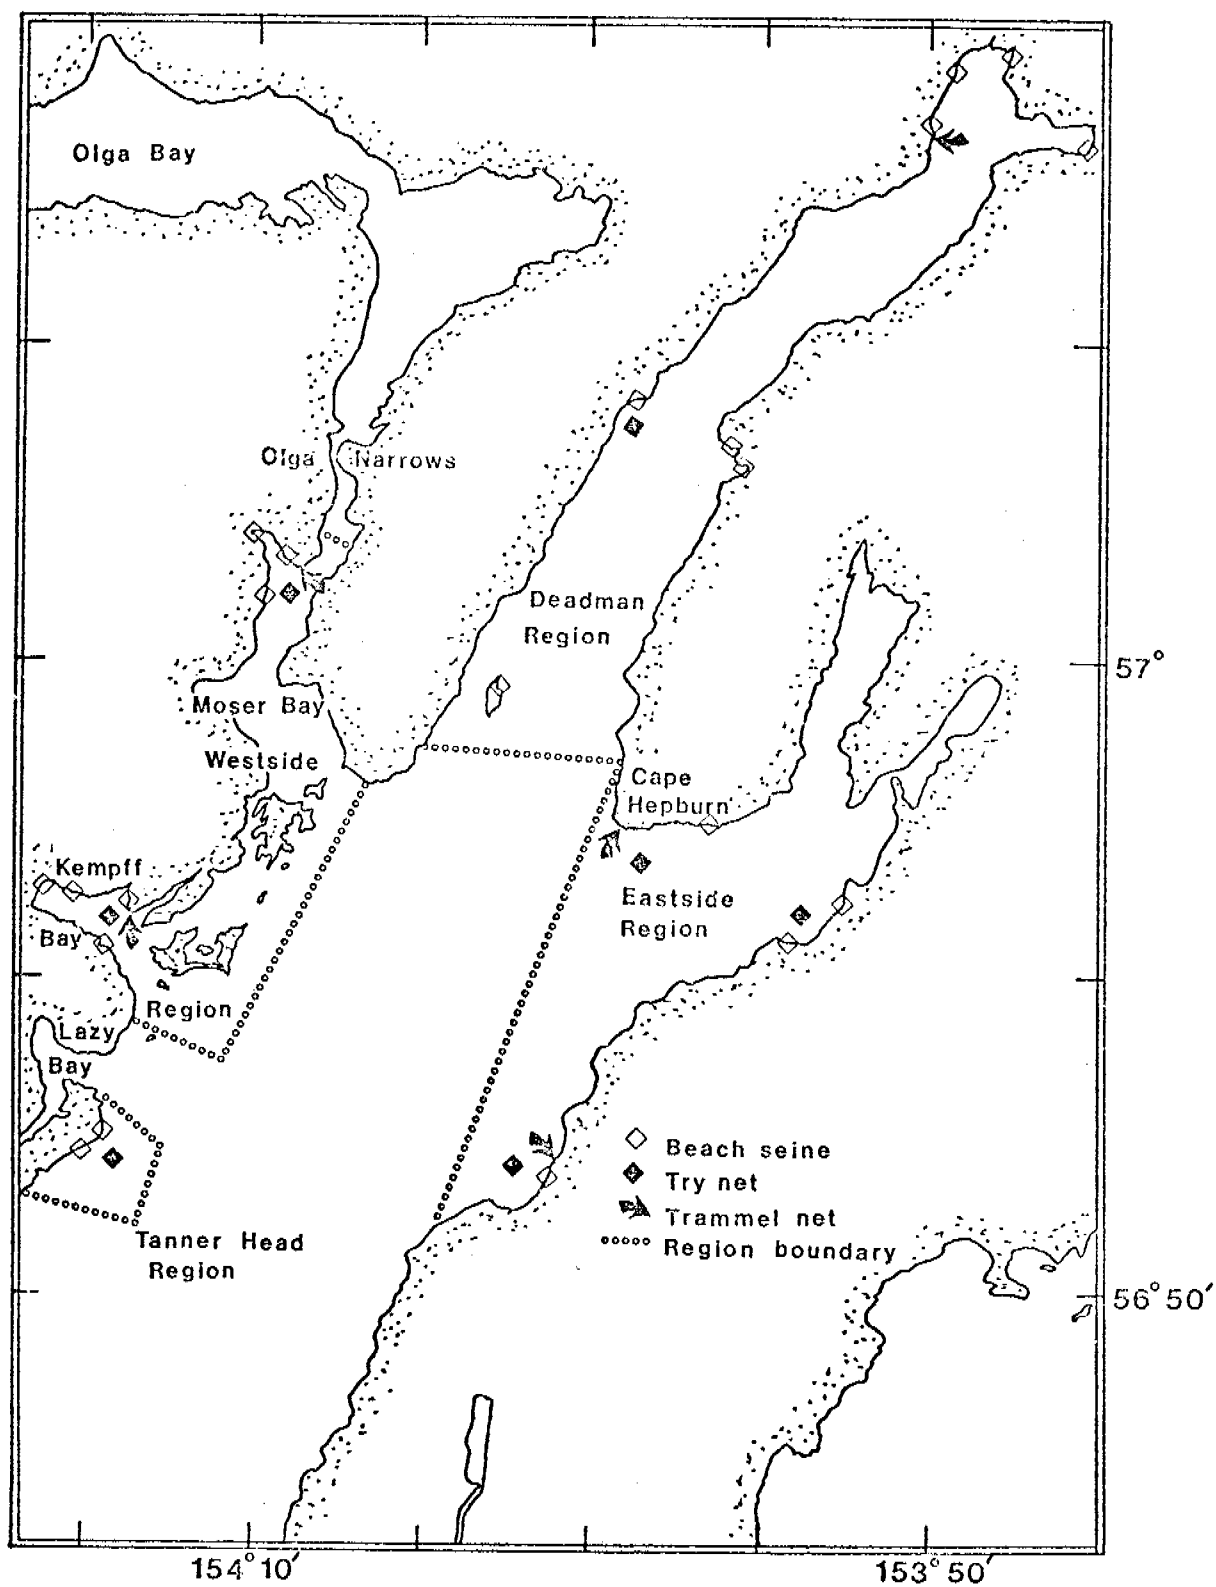 Olga Bay
Olga Narrows
Deadman
Region
57°
Moser Bay
Westside
Cape
Hepburn
Kempff
Eastside
Region
Bay
Region
Lazy
Bay
Beach seine
Try net
Trammel net
Region boundary
Tanner Head
Region
56°50'
154°10'
153°50'